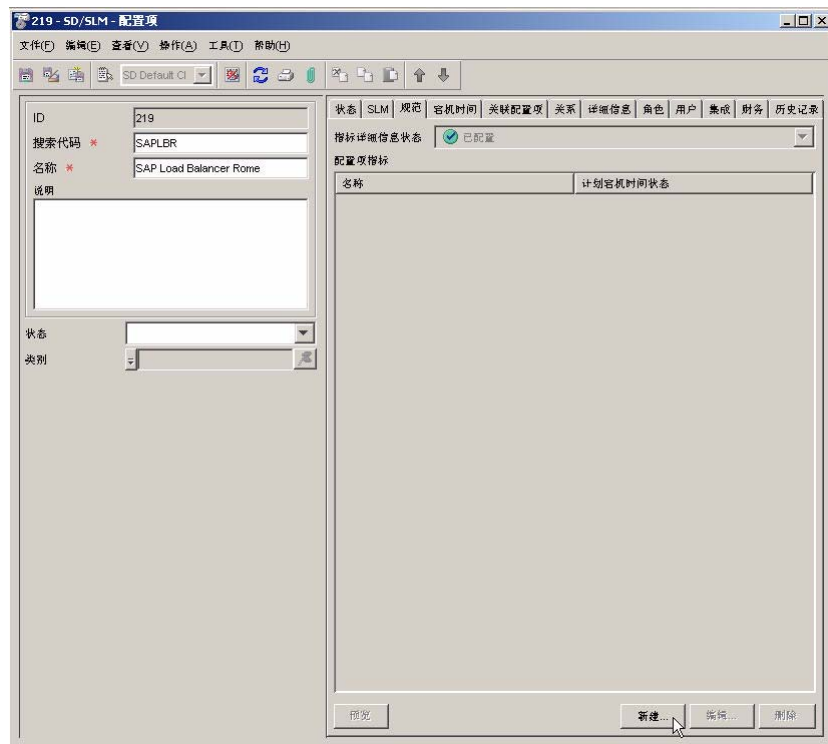 219 - SD/SLM - 配置项
文件(F) 编辑(E) 查看(V) 操作(A) 工具(T) 帮助(H)
SD Default CI
ID 219
搜索代码 * SAPLBR
名称 * SAP Load Balancer Rome
说明
状态
类别
状态 SLM 规范 宕机时间 关联配置项 关系 详细信息 角色 用户 集成 财务 历史记录
指标详细信息状态 已配置
配置项指标
名称 计划宕机时间状态
预览 新建... 编辑... 删除